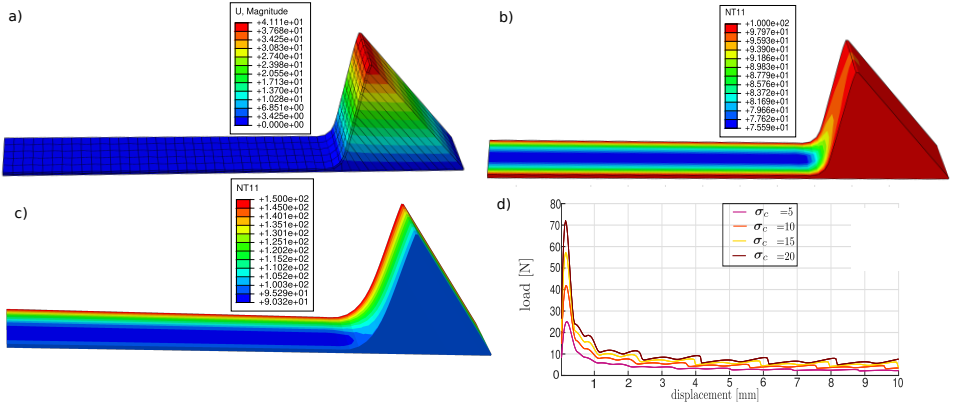 a)
U, Magnitude
+4.111e+01
+3.768e+01
+3.425e+01
+3.083e+01
+2.740e+01
+2.398e+01
+2.055e+01
+1.713e+01
+1.370e+01
+1.028e+01
+6.851e+00
+3.425e+00
+0.000e+00
b)
NT11
+1.000e+02
+9.797e+01
+9.593e+01
+9.390e+01
+9.186e+01
+8.983e+01
+8.779e+01
+8.576e+01
+8.372e+01
+8.169e+01
+7.966e+01
+7.762e+01
+7.559e+01
c)
NT11
+1.500e+02
+1.450e+02
+1.401e+02
+1.351e+02
+1.301e+02
+1.251e+02
+1.202e+02
+1.152e+02
+1.102e+02
+1.052e+02
+1.003e+02
+9.529e+01
+9.032e+01
d)
load [N]
80
70
60
50
40
30
20
10
0
σc =5
σc =10
σc =15
σc =20
1 2 3 4 5 6 7 8 9 10
displacement [mm]